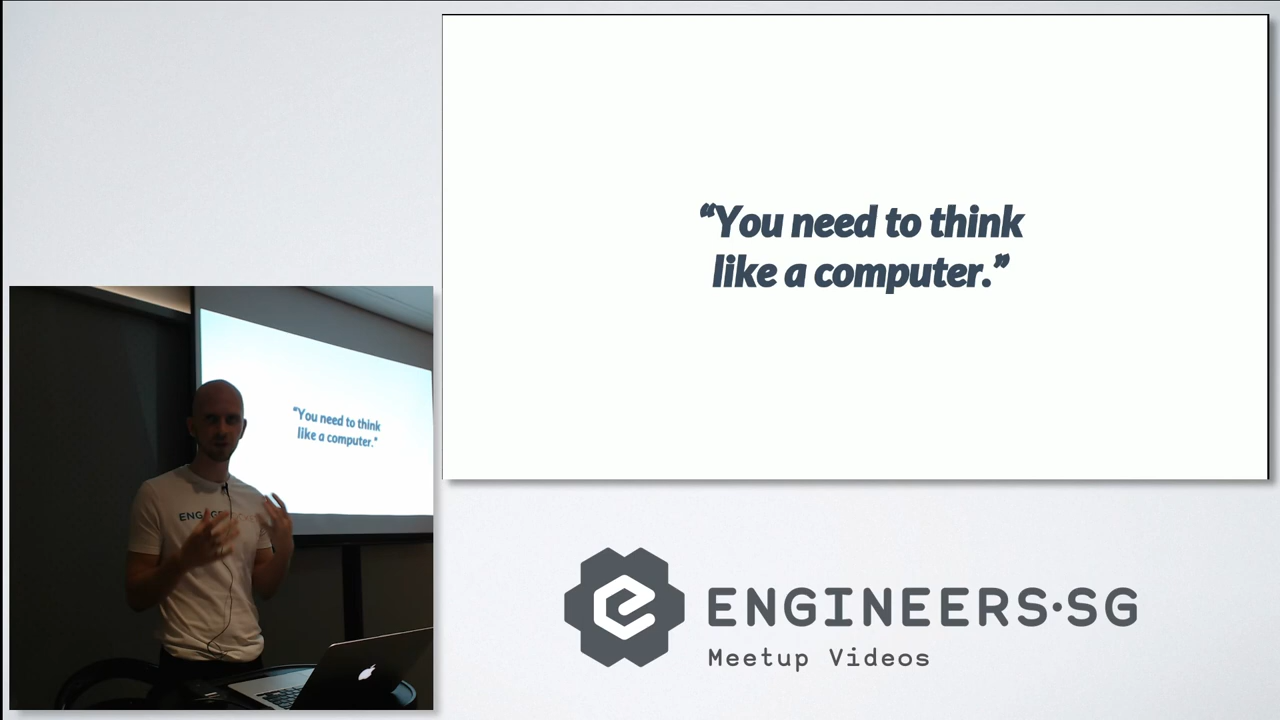 “You need to think
like a computer.”
“You need to think
like a computer.”
ENGINEERS·SG
Meetup Videos